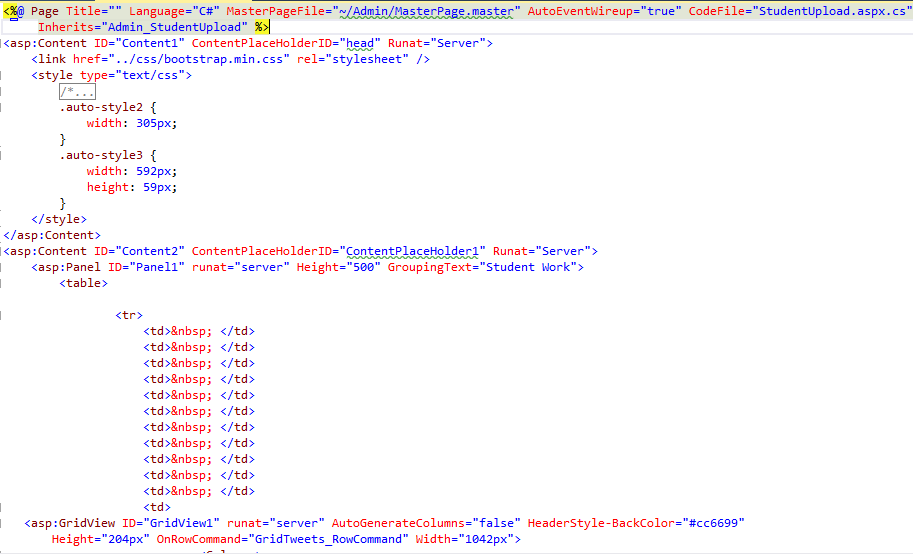 <%@ Page Title="" Language="C#" MasterPageFile="~/Admin/MasterPage.master" AutoEventWireup="true" CodeFile="StudentUpload.aspx.cs"
Inherits="Admin_StudentUpload" %>
<asp:Content ID="Content1" ContentPlaceHolderID="head" Runat="Server">
<link href="../css/bootstrap.min.css" rel="stylesheet" />
<style type="text/css">
/*...
.auto-style2 {
width: 305px;
}
.auto-style3 {
width: 592px;
height: 59px;
}
</style>
</asp:Content>
<asp:Content ID="Content2" ContentPlaceHolderID="ContentPlaceHolder1" Runat="Server">
<asp:Panel ID="Panel1" runat="server" Height="500" GroupingText="Student Work">
<table>
<tr>
<td>&nbsp; </td>
<td>&nbsp; </td>
<td>&nbsp; </td>
<td>&nbsp; </td>
<td>&nbsp; </td>
<td>&nbsp; </td>
<td>&nbsp; </td>
<td>&nbsp; </td>
<td>&nbsp; </td>
<td>&nbsp; </td>
<td>&nbsp; </td>
<td>
<asp:GridView ID="GridView1" runat="server" AutoGenerateColumns="false" HeaderStyle-BackColor="#cc6699"
Height="204px" OnRowCommand="GridTweets_RowCommand" Width="1042px">